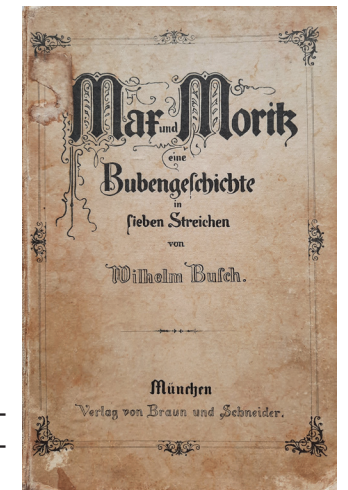 Max und Moritz
eine
Bubengeschichte
in
sieben Streichen
von
Wilhelm Busch.
München
Verlag von Braun und Schneider.